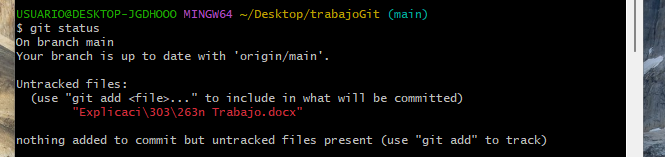 USUARIO@DESKTOP-JGDHOOO MINGW64 ~/Desktop/trabajoGit (main)
$ git status
On branch main
Your branch is up to date with 'origin/main'.

Untracked files:
  (use "git add <file>..." to include in what will be committed)
        "Explicaci\303\263n Trabajo.docx"

nothing added to commit but untracked files present (use "git add" to track)